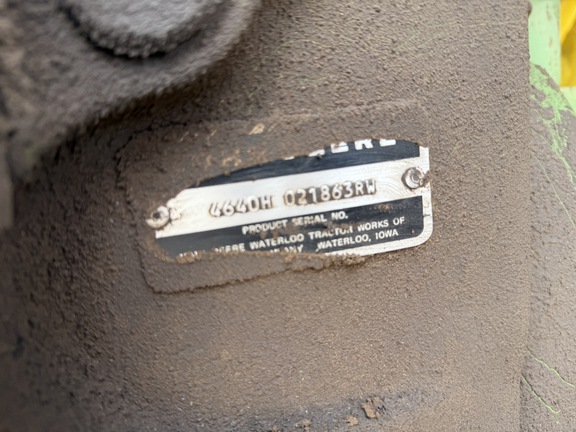 4640H 021863RW
PRODUCT SERIAL NO.
DEERE WATERLOO TRACTOR WORKS OF
WATERLOO, IOWA